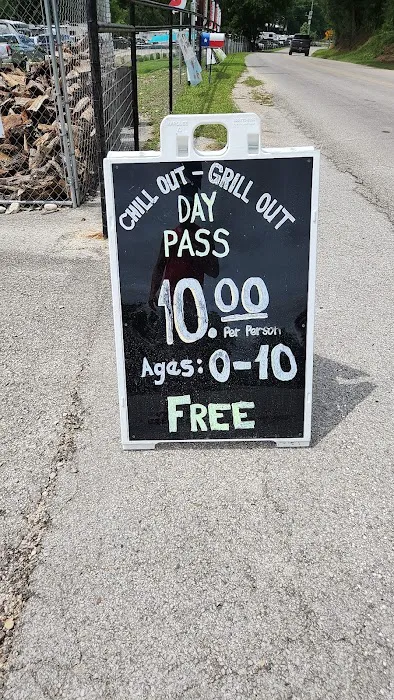 CHILL OUT - GRILL OUT
DAY
PASS
10.00
Per Person
Ages: 0-10
FREE